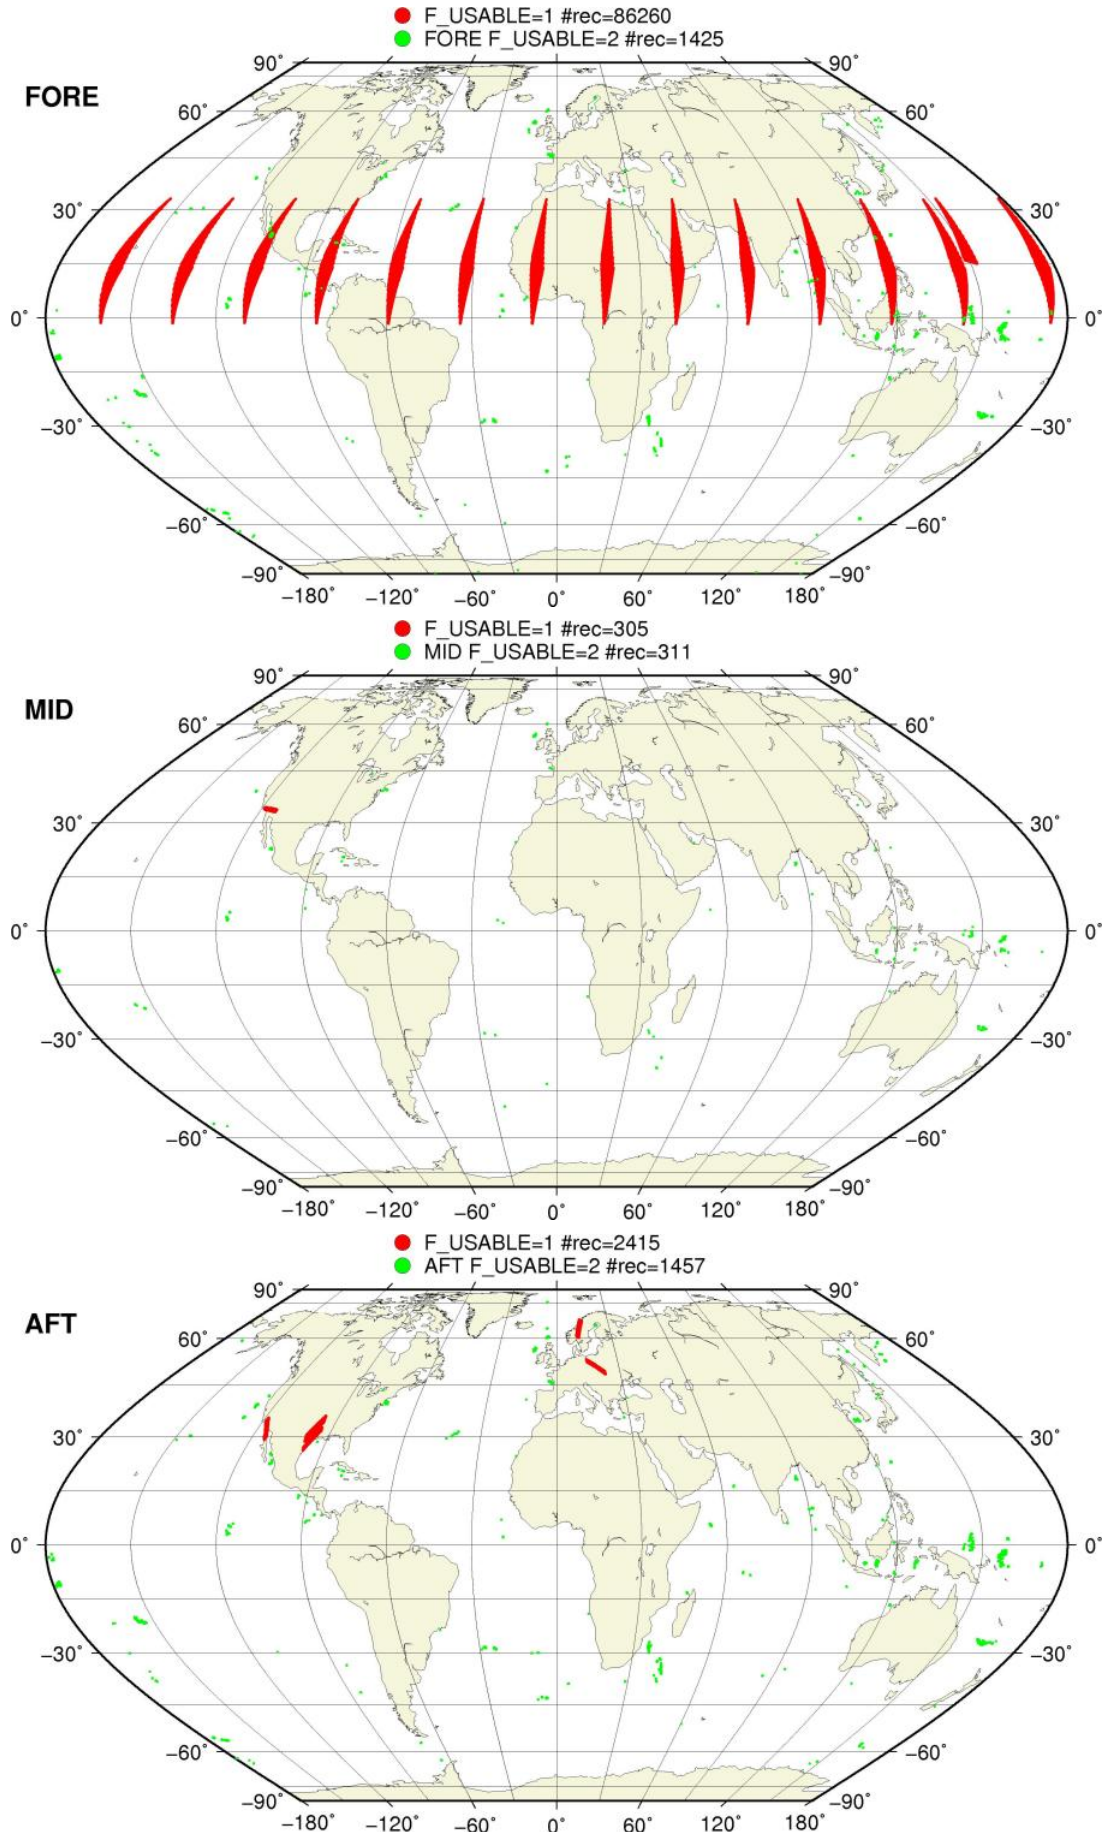 F_USABLE=1 #rec=86260
FORE F_USABLE=2 #rec=1425
90° 90°
FORE
60° 60°
30° 30°
0° 0°
−30° −30°
−60° −60°
−90° −90°
−180° −120° −60° 0° 60° 120° 180°
F_USABLE=1 #rec=305
MID F_USABLE=2 #rec=311
90° 90°
MID
60° 60°
30° 30°
0° 0°
−30° −30°
−60° −60°
−90° −90°
−180° −120° −60° 0° 60° 120° 180°
F_USABLE=1 #rec=2415
AFT F_USABLE=2 #rec=1457
90° 90°
AFT
60° 60°
30° 30°
0° 0°
−30° −30°
−60° −60°
−90° −90°
−180° −120° −60° 0° 60° 120° 180°